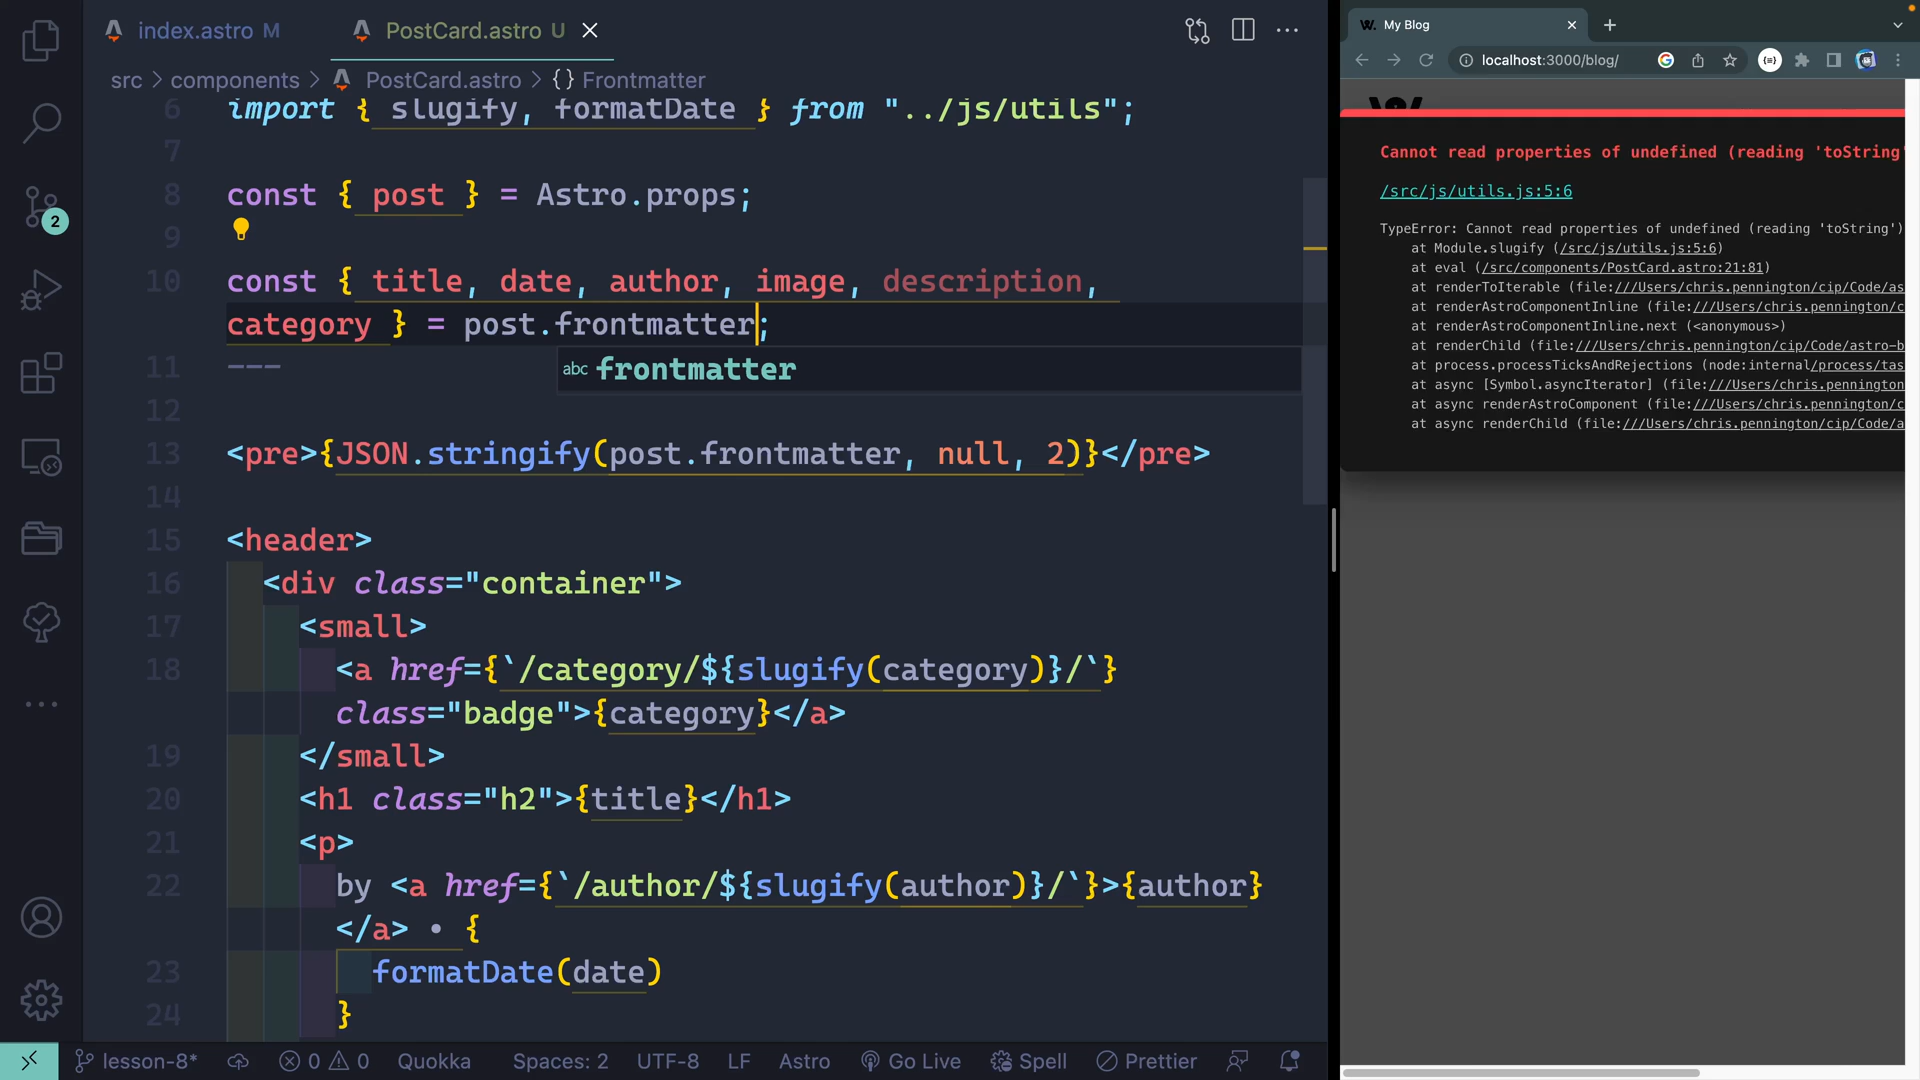 index.astro M
PostCard.astro U
src > components > PostCard.astro > {} Frontmatter
6 import { slugify, formatDate } from "../js/utils";
7
8 const { post } = Astro.props;
9
10 const { title, date, author, image, description,
category } = post.frontmatter;
abc frontmatter
11 ---
12
13 <pre>{JSON.stringify(post.frontmatter, null, 2)}</pre>
14
15 <header>
16 <div class="container">
17 <small>
18 <a href={`/category/${slugify(category)}/`}
class="badge">{category}</a>
19 </small>
20 <h1 class="h2">{title}</h1>
21 <p>
22 by <a href={`/author/${slugify(author)}/`}>{author}
</a> • {
23 formatDate(date)
24 }
2
lesson-8* 0 0 Quokka Spaces: 2 UTF-8 LF Astro Go Live Spell Prettier
My Blog
localhost:3000/blog/
Cannot read properties of undefined (reading 'toString'
/src/js/utils.js:5:6
TypeError: Cannot read properties of undefined (reading 'toString')
at Module.slugify (/src/js/utils.js:5:6)
at eval (/src/components/PostCard.astro:21:81)
at renderToIterable (file:///Users/chris.pennington/cip/Code/as
at renderAstroComponentInline (file:///Users/chris.pennington/c
at renderAstroComponentInline.next (<anonymous>)
at renderChild (file:///Users/chris.pennington/cip/Code/astro-b
at process.processTicksAndRejections (node:internal/process/tas
at async [Symbol.asyncIterator] (file:///Users/chris.pennington
at async renderAstroComponent (file:///Users/chris.pennington/c
at async renderChild (file:///Users/chris.pennington/cip/Code/a